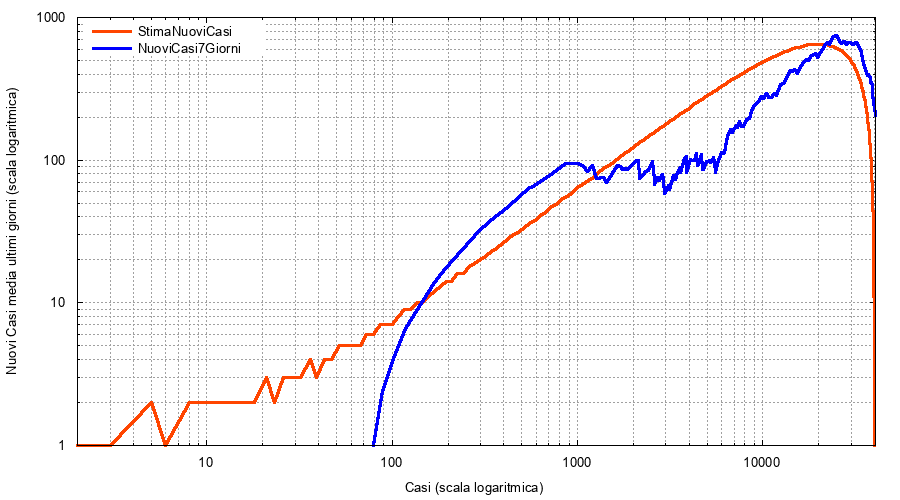 1000
StimaNuoviCasi
NuoviCasi7Giorni
100
10
1
10
100
1000
10000
Nuovi Casi media ultimi giorni (scala logaritmica)
Casi (scala logaritmica)